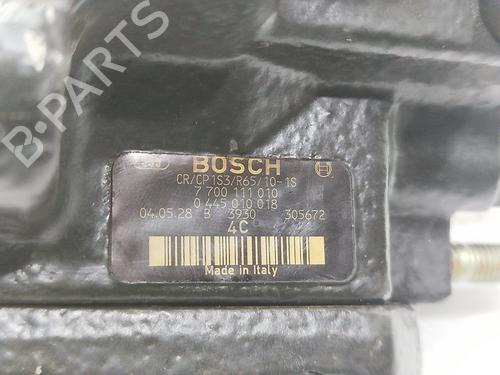 B-PARTS
BOSCH
CR/CP1S3/R65/10-1S
7 700 111 010
0 445 010 018
04.05.28 B 3930 305672
4C
Made in Italy